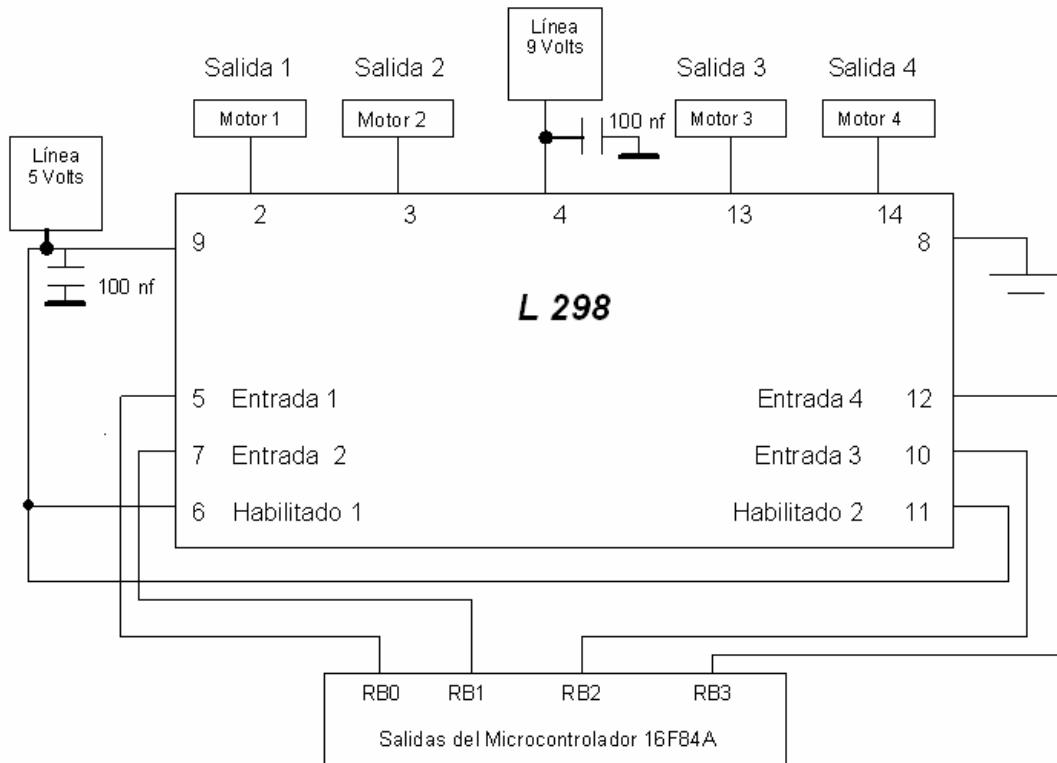 Línea
9 Volts
Salida 1
Salida 2
Salida 3
Salida 4
Motor 1
Motor 2
100 nf
Motor 3
Motor 4
Línea
5 Volts
2
3
4
13
14
9
8
100 nf
L 298
5 Entrada 1
Entrada 4 12
7 Entrada 2
Entrada 3 10
6 Habilitado 1
Habilitado 2 11
RB0 RB1 RB2 RB3
Salidas del Microcontrolador 16F84A